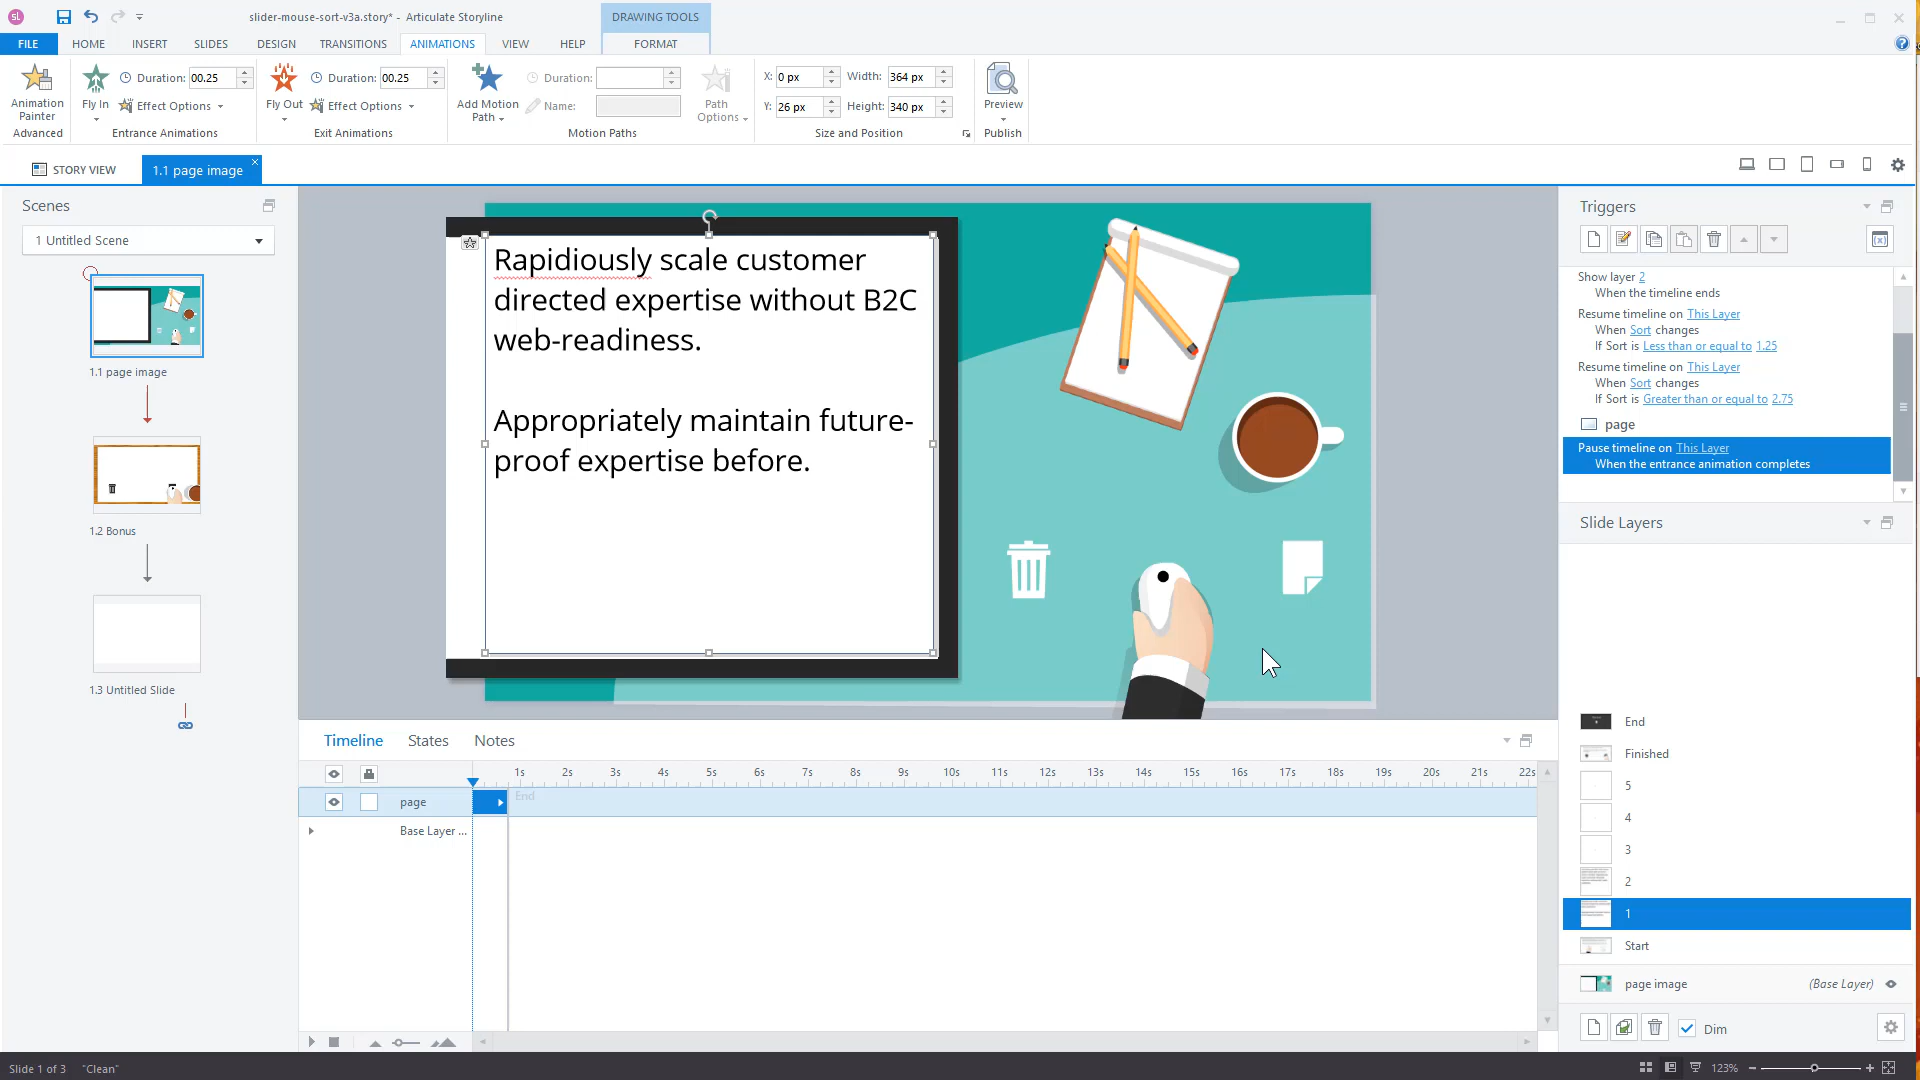 slider-mouse-sort-v3a.story* - Articulate Storyline
DRAWING TOOLS
FILE
HOME
INSERT
SLIDES
DESIGN
TRANSITIONS
ANIMATIONS
VIEW
HELP
FORMAT
Animation Painter
Advanced
Fly In
Duration: 00.25
Effect Options
Entrance Animations
Fly Out
Duration: 00.25
Effect Options
Exit Animations
Add Motion Path
Duration:
Name:
Path Options
Motion Paths
X: 0 px
Width: 364 px
Y: 26 px
Height: 340 px
Size and Position
Preview
Publish
STORY VIEW
1.1 page image
Scenes
1 Untitled Scene
1.1 page image
1.2 Bonus
1.3 Untitled Slide
Rapidiously scale customer
directed expertise without B2C
web-readiness.
Appropriately maintain future-
proof expertise before.
Triggers
Show layer 2
When the timeline ends
Resume timeline on This Layer
When Sort changes
If Sort is Less than or equal to 1.25
Resume timeline on This Layer
When Sort changes
If Sort is Greater than or equal to 2.75
page
Pause timeline on This Layer
When the entrance animation completes
Slide Layers
End
Finished
5
4
3
2
1
Start
page image (Base Layer)
Dim
Timeline
States
Notes
1s 2s 3s 4s 5s 6s 7s 8s 9s 10s 11s 12s 13s 14s 15s 16s 17s 18s 19s 20s 21s 22s
page
End
Base Layer ...
Slide 1 of 3
"Clean"
123%